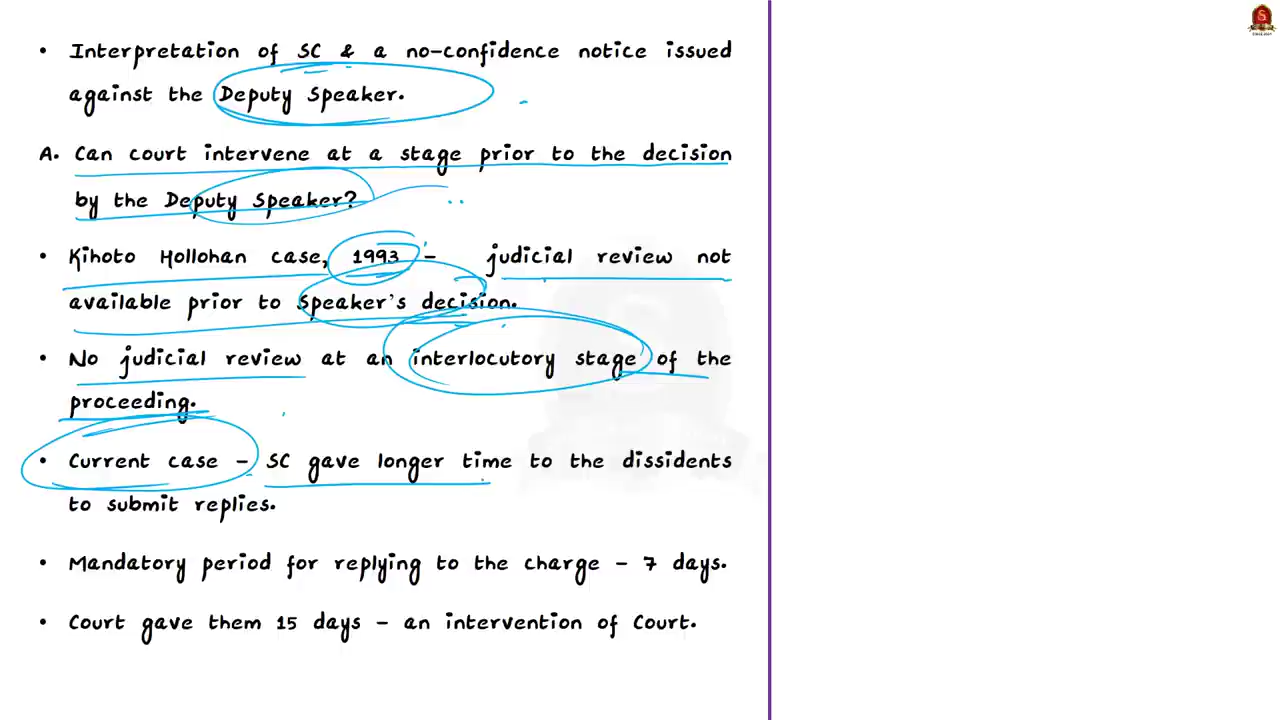 • Interpretation of SC & a no-confidence notice issued
against the Deputy Speaker.
A. Can court intervene at a stage prior to the decision
by the Deputy Speaker?
• Kihoto Hollohan case, 1993 - judicial review not
available prior to Speaker's decision.
• No judicial review at an interlocutory stage of the
proceeding.
• Current case - SC gave longer time to the dissidents
to submit replies.
• Mandatory period for replying to the charge - 7 days.
• Court gave them 15 days - an intervention of Court.